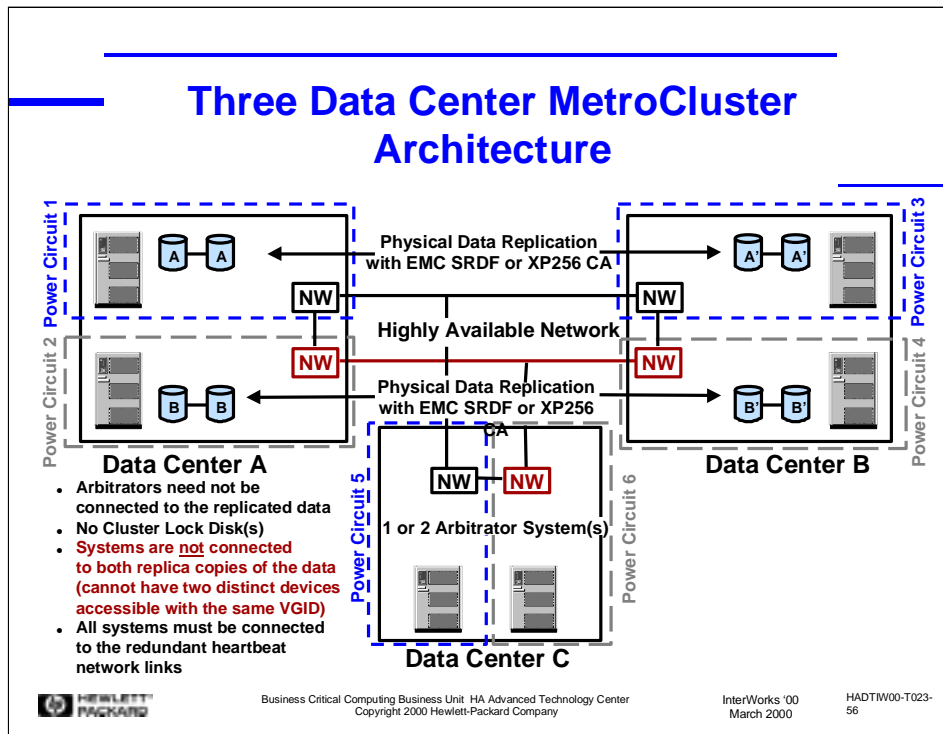 Three Data Center MetroCluster
Architecture
Power Circuit 1
A A
Physical Data Replication
with EMC SRDF or XP256 CA
A' A'
Power Circuit 3
NW
NW
Highly Available Network
Power Circuit 2
NW
NW
Power Circuit 4
B B
Physical Data Replication
with EMC SRDF or XP256
CA
B' B'
Data Center A
Data Center B
Power Circuit 5
NW
NW
Power Circuit 6
1 or 2 Arbitrator System(s)
Data Center C
• Arbitrators need not be
connected to the replicated data
• No Cluster Lock Disk(s)
• Systems are not connected
to both replica copies of the data
(cannot have two distinct devices
accessible with the same VGID)
• All systems must be connected
to the redundant heartbeat
network links
hp HEWLETT
PACKARD
Business Critical Computing Business Unit HA Advanced Technology Center
Copyright 2000 Hewlett-Packard Company
InterWorks '00
March 2000
HADTIW00-T023-
56